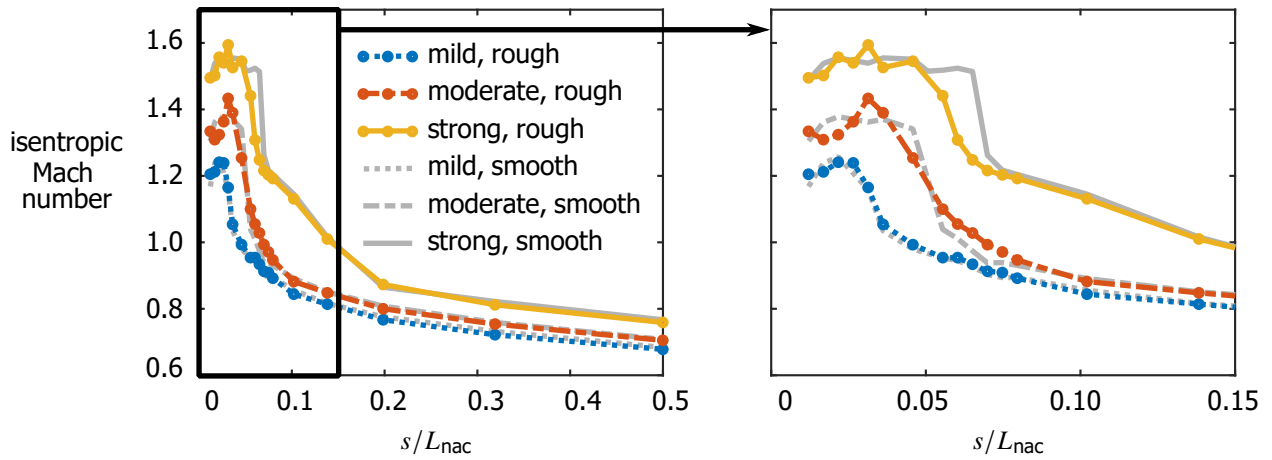 isentropic
Mach
number
1.6
1.4
1.2
1.0
0.8
0.6
mild, rough
moderate, rough
strong, rough
mild, smooth
moderate, smooth
strong, smooth
0 0.1 0.2 0.3 0.4 0.5
s/Lnac
0 0.05 0.10 0.15
s/Lnac